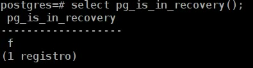 postgres=# select pg_is_in_recovery();
pg_is_in_recovery
-------------------
f
(1 registro)